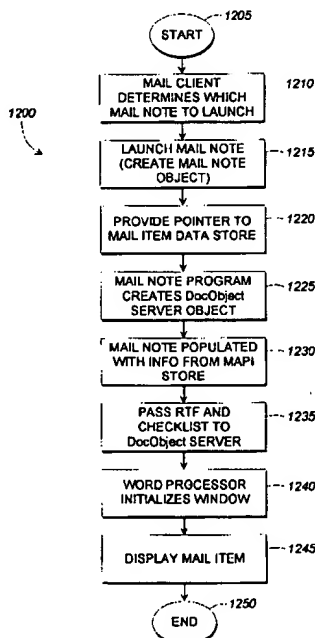 1205
START
1200
MAIL CLIENT
DETERMINES WHICH
MAIL NOTE TO LAUNCH
1210
LAUNCH MAIL NOTE
(CREATE MAIL NOTE
OBJECT)
1215
PROVIDE POINTER TO
MAIL ITEM DATA STORE
1220
MAIL NOTE PROGRAM
CREATES DocObject
SERVER OBJECT
1225
MAIL NOTE POPULATED
WITH INFO FROM MAPI
STORE
1230
PASS RTF AND
CHECKLIST TO
DocObject SERVER
1235
WORD PROCESSOR
INITIALIZES WINDOW
1240
DISPLAY MAIL ITEM
1245
END
1250